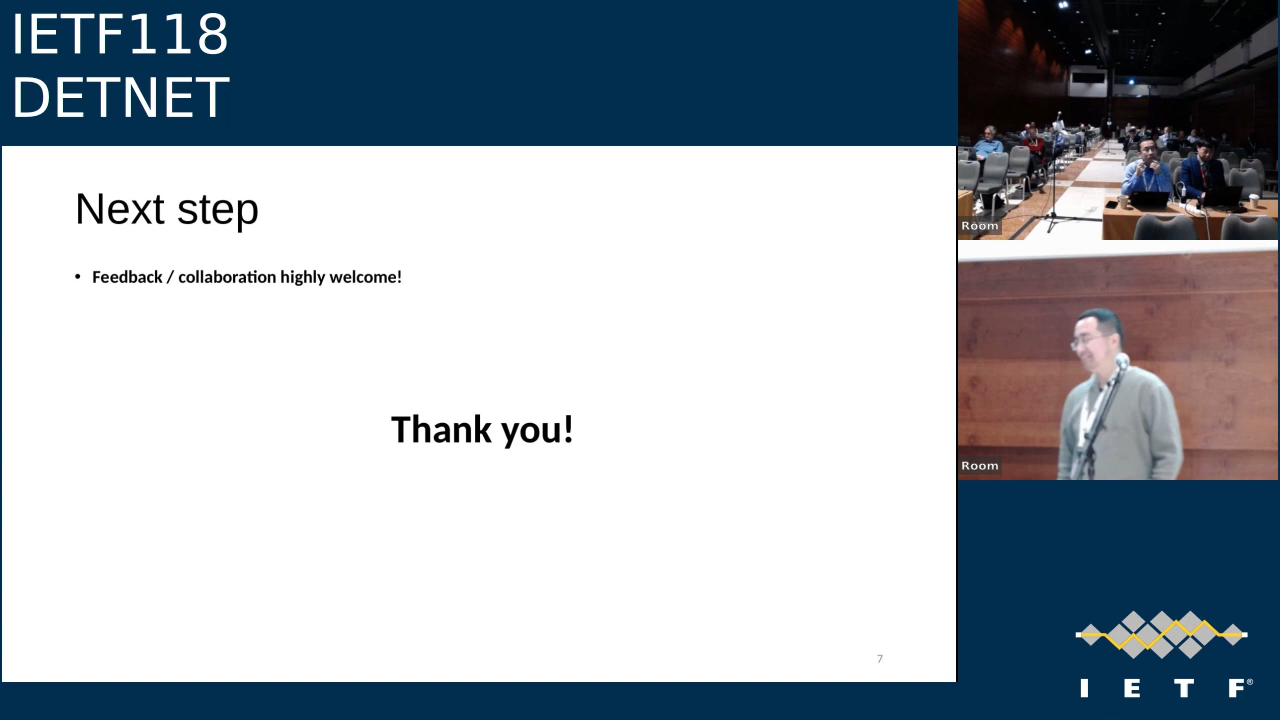 IETF118
DETNET
Next step
• Feedback / collaboration highly welcome!
Thank you!
7
Room
Room
I E T F®